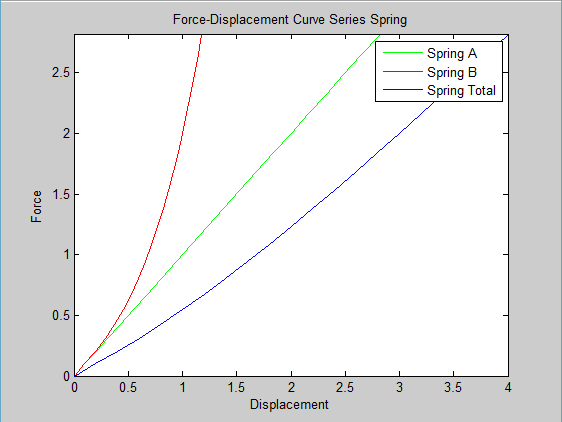 Force-Displacement Curve Series Spring
Spring A
Spring B
Spring Total
2.5
2
1.5
1
0.5
0
Force
0 0.5 1 1.5 2 2.5 3 3.5 4
Displacement